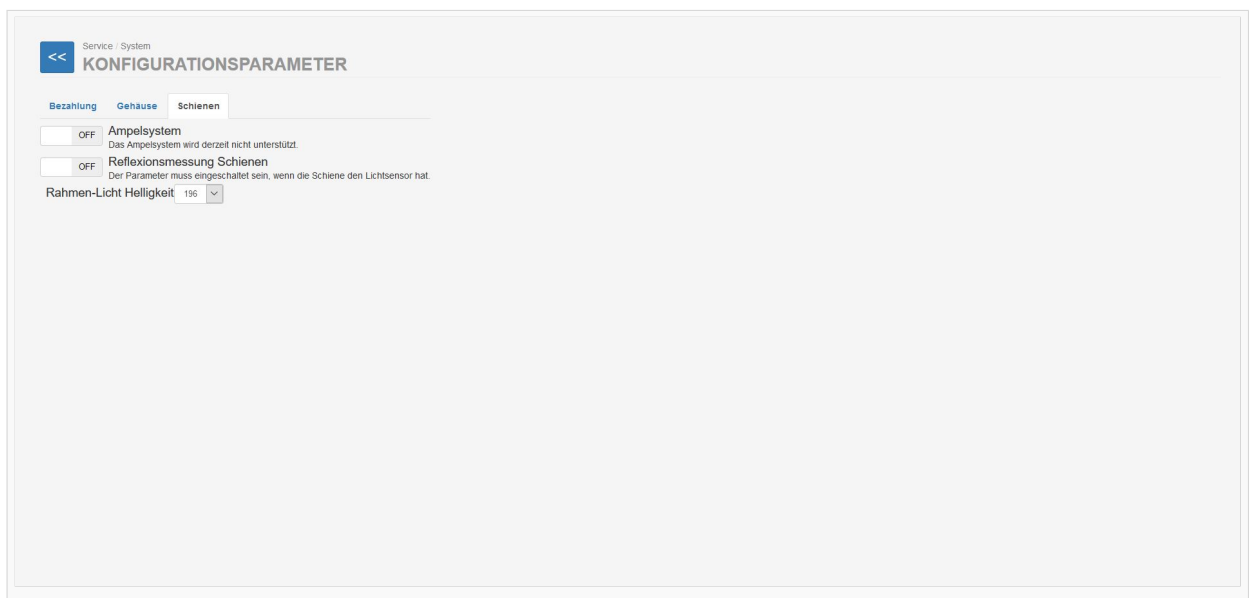 <<
Service / System
KONFIGURATIONSPARAMETER
Bezahlung Gehäuse Schienen
OFF Ampelsystem
Das Ampelsystem wird derzeit nicht unterstützt.
OFF Reflexionsmessung Schienen
Der Parameter muss eingeschaltet sein, wenn die Schiene den Lichtsensor hat.
Rahmen-Licht Helligkeit 196